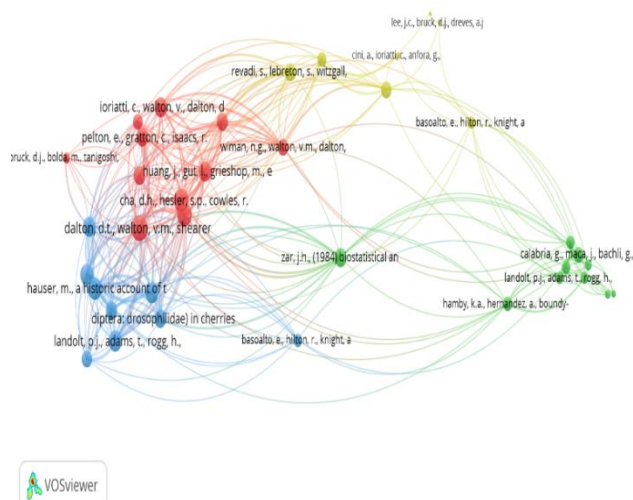 lee, j.c., bruck, d.j., dreves, a.j
cini, a., ioriatti, c., anfora, g.,
revadi, s., lebreton, s., witzgall,
ioriatti, c., walton, v., dalton, d
basoalto, e., hilton, r., knight, a
pelton, e., gratton, c., isaacs, r.
wiman, n.g., walton, v.m., dalton,
bruck, d.j., bolda, m., tanigoshi,
huang, j., gut, l., grieshop, m., e
cha, d.h., hesler, s.p., cowles, r.
dalton, d.t., walton, v.m., shearer
zar, j.h., (1984) biostatistical an
calabria, g., maca, j., bachli, g.,
landolt, p.j., adams, t., rogg, h.,
hauser, m., a historic account of t
hamby, k.a., hernandez, a., boundy-
diptera: drosophilidae) in cherries
landolt, p.j., adams, t., rogg, h.,
basoalto, e., hilton, r., knight, a
VOSviewer